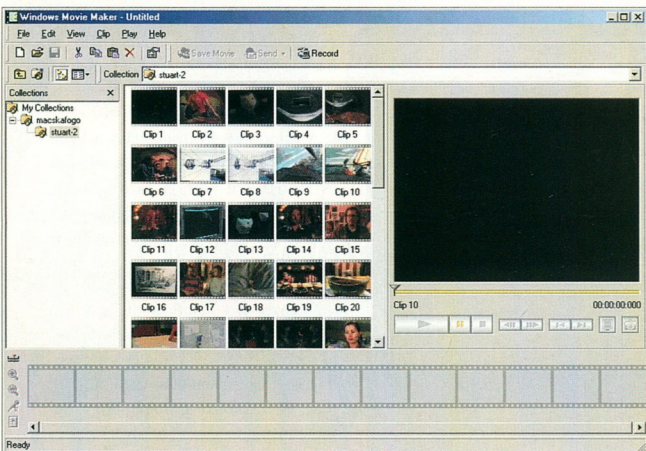 Windows Movie Maker - Untitled
File Edit View Clip Play Help
Save Movie Send Record
Collection stuart-2
Collections
My Collections
macskafogo
stuart-2
Clip 1 Clip 2 Clip 3 Clip 4 Clip 5
Clip 6 Clip 7 Clip 8 Clip 9 Clip 10
Clip 11 Clip 12 Clip 13 Clip 14 Clip 15
Clip 16 Clip 17 Clip 18 Clip 19 Clip 20
Clip 10 00:00:00:000
Ready